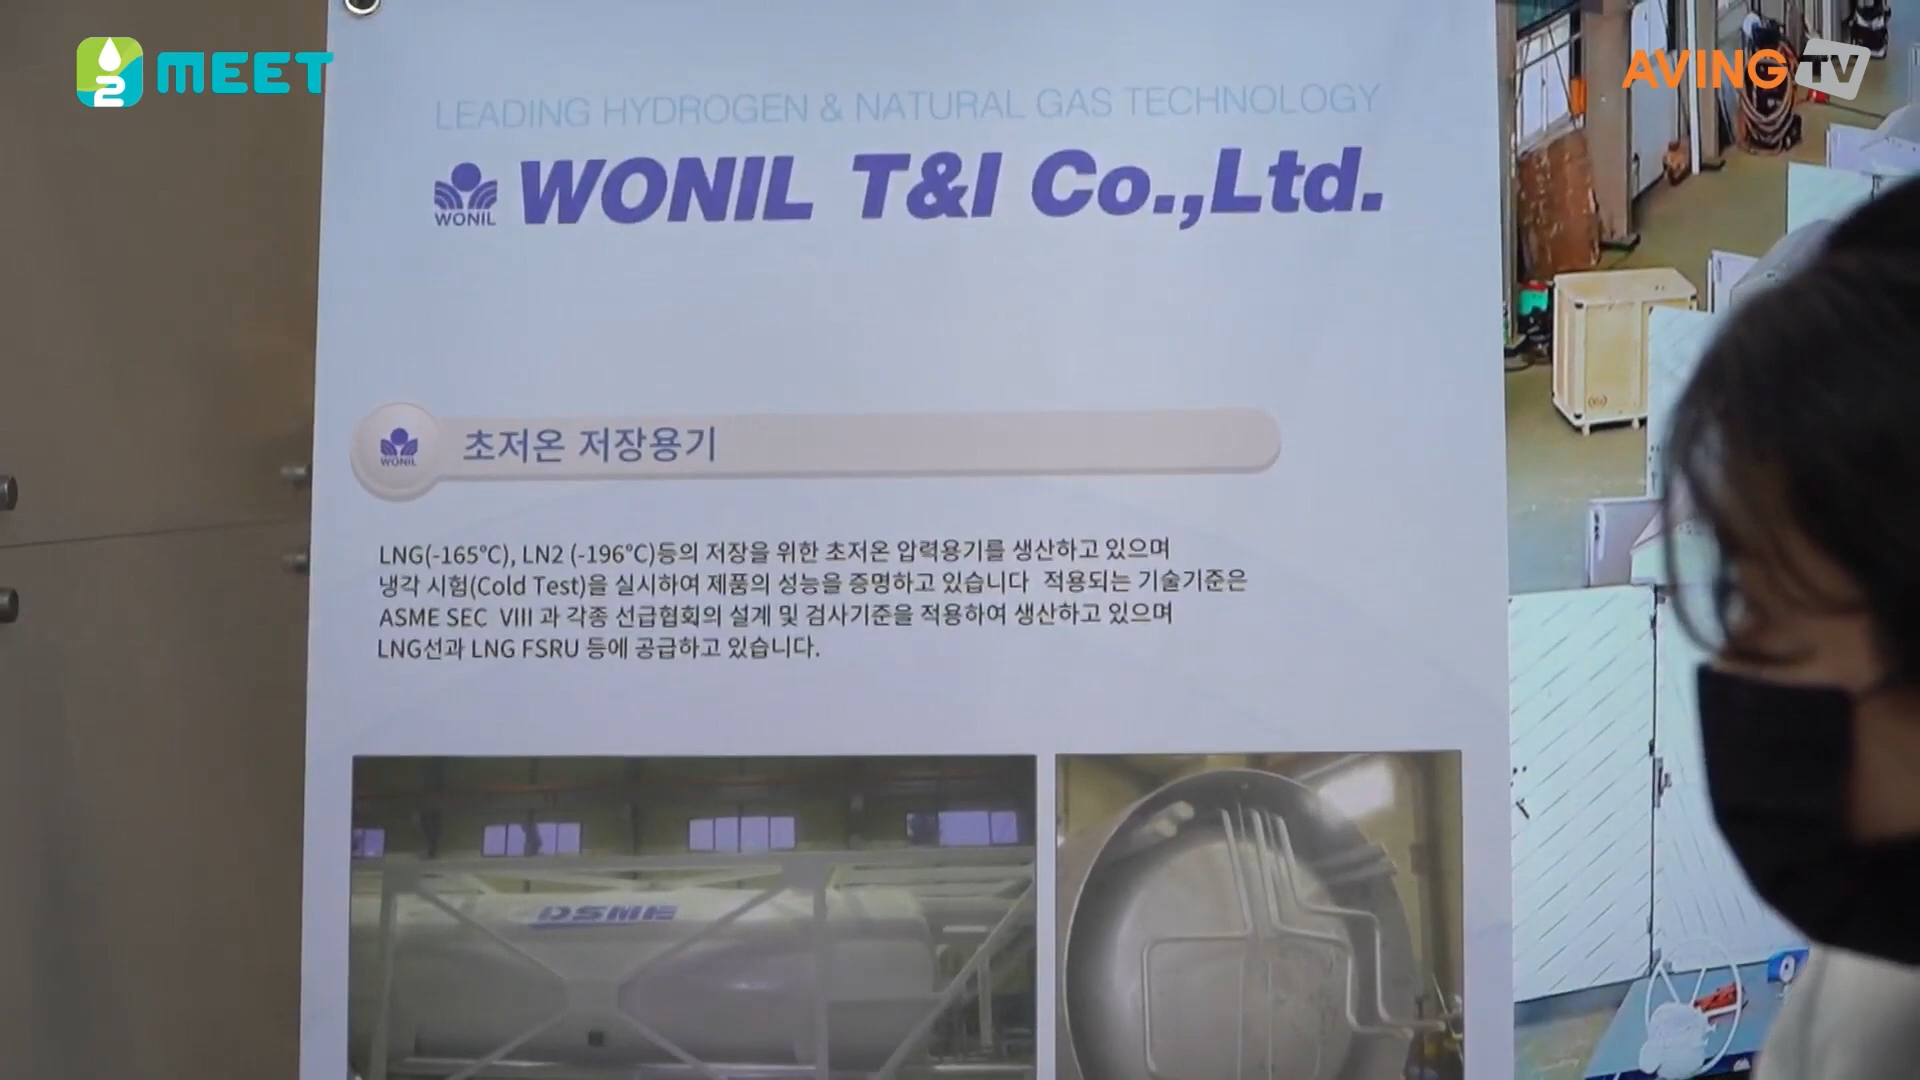 H2 MEET
AVING TV
LEADING HYDROGEN & NATURAL GAS TECHNOLOGY
WONIL
WONIL T&I Co.,Ltd.
WONIL
초저온 저장용기
LNG(-165℃), LN2 (-196℃)등의 저장을 위한 초저온 압력용기를 생산하고 있으며
냉각 시험(Cold Test)을 실시하여 제품의 성능을 증명하고 있습니다 적용되는 기술기준은
ASME SEC VIII 과 각종 선급협회의 설계 및 검사기준을 적용하여 생산하고 있으며
LNG선과 LNG FSRU 등에 공급하고 있습니다.
DSME